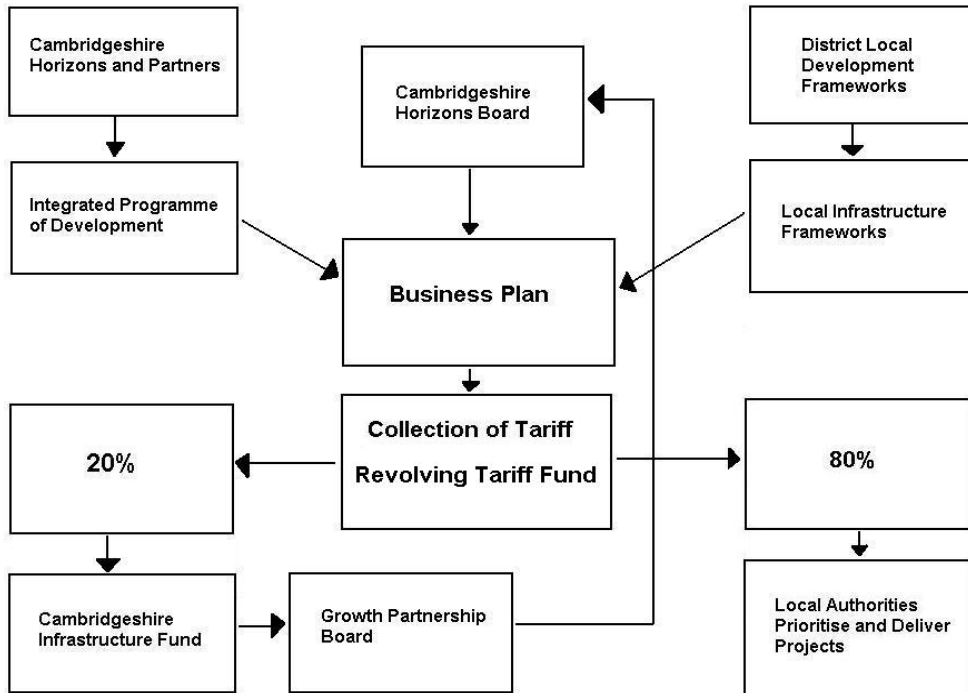 Cambridgeshire
Horizons and Partners
Cambridgeshire
Horizons Board
District Local
Development
Frameworks
Integrated Programme
of Development
Local Infrastructure
Frameworks
Business Plan
Collection of Tariff
Revolving Tariff Fund
20%
80%
Cambridgeshire
Infrastructure Fund
Growth Partnership
Board
Local Authorities
Prioritise and Deliver
Projects